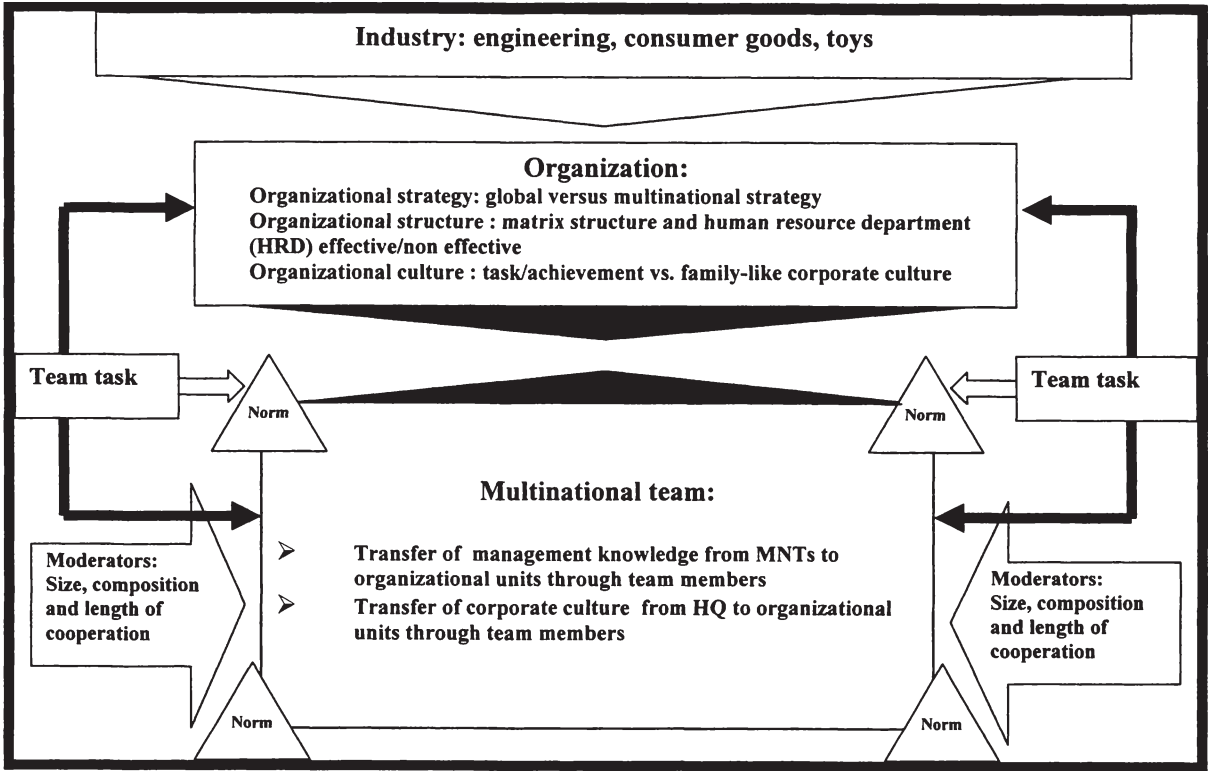 Industry: engineering, consumer goods, toys
Organization:
Organizational strategy: global versus multinational strategy
Organizational structure : matrix structure and human resource department
(HRD) effective/non effective
Organizational culture : task/achievement vs. family-like corporate culture
Team task
Norm
Norm
Team task
Multinational team:
➢ Transfer of management knowledge from MNTs to
organizational units through team members
➢ Transfer of corporate culture from HQ to organizational
units through team members
Moderators:
Size, composition
and length of
cooperation
Moderators:
Size, composition
and length of
cooperation
Norm
Norm